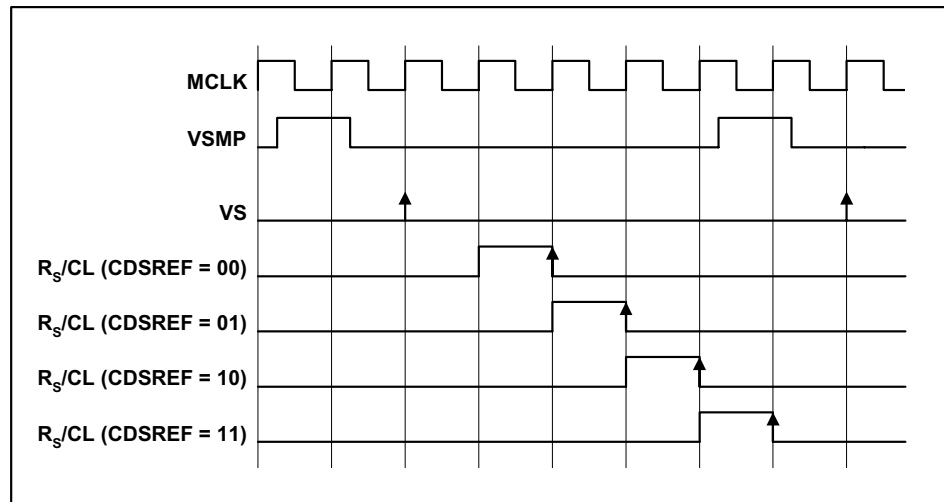 MCLK
VSMP
VS
RS/CL (CDSREF = 00)
RS/CL (CDSREF = 01)
RS/CL (CDSREF = 10)
RS/CL (CDSREF = 11)